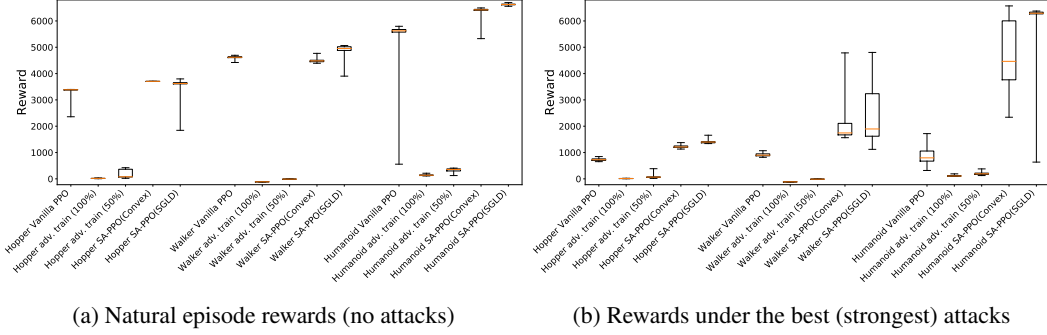 6000
5000
4000
3000
2000
1000
0
Reward
Hopper Vanilla PPO
Hopper adv. train (100%)
Hopper adv. train (50%)
Hopper SA-PPO(Convex)
Hopper SA-PPO(SGLD)
Walker Vanilla PPO
Walker adv. train (100%)
Walker adv. train (50%)
Walker SA-PPO(Convex)
Walker SA-PPO(SGLD)
Humanoid Vanilla PPO
Humanoid adv. train (100%)
Humanoid adv. train (50%)
Humanoid SA-PPO(Convex)
Humanoid SA-PPO(SGLD)
(a) Natural episode rewards (no attacks)
6000
5000
4000
3000
2000
1000
0
Reward
Hopper Vanilla PPO
Hopper adv. train (100%)
Hopper adv. train (50%)
Hopper SA-PPO(Convex)
Hopper SA-PPO(SGLD)
Walker Vanilla PPO
Walker adv. train (100%)
Walker adv. train (50%)
Walker SA-PPO(Convex)
Walker SA-PPO(SGLD)
Humanoid Vanilla PPO
Humanoid adv. train (100%)
Humanoid adv. train (50%)
Humanoid SA-PPO(Convex)
Humanoid SA-PPO(SGLD)
(b) Rewards under the best (strongest) attacks